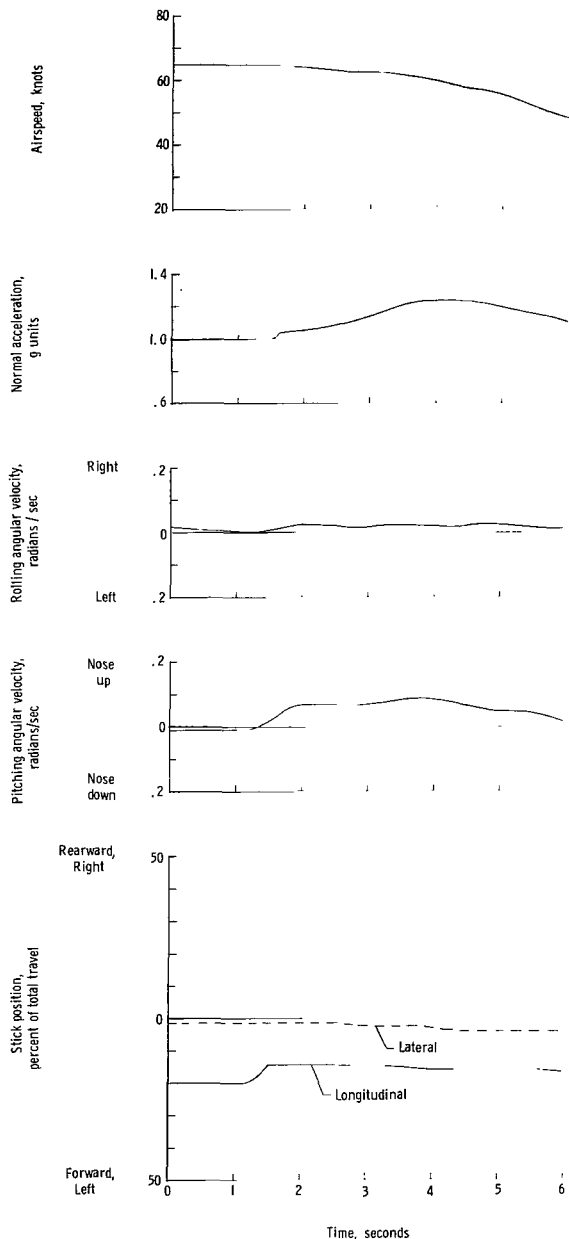 80
60
40
20
Airspeed, knots
1.4
1.0
.6
Normal acceleration,
g units
Right
.2
0
Left
.2
Rolling angular velocity,
radians / sec
Nose
up
.2
0
Nose
down
.2
Pitching angular velocity,
radians/sec
Rearward,
Right
50
0
Lateral
Longitudinal
Forward,
Left
50
Stick position,
percent of total travel
0 1 2 3 4 5 6
Time, seconds